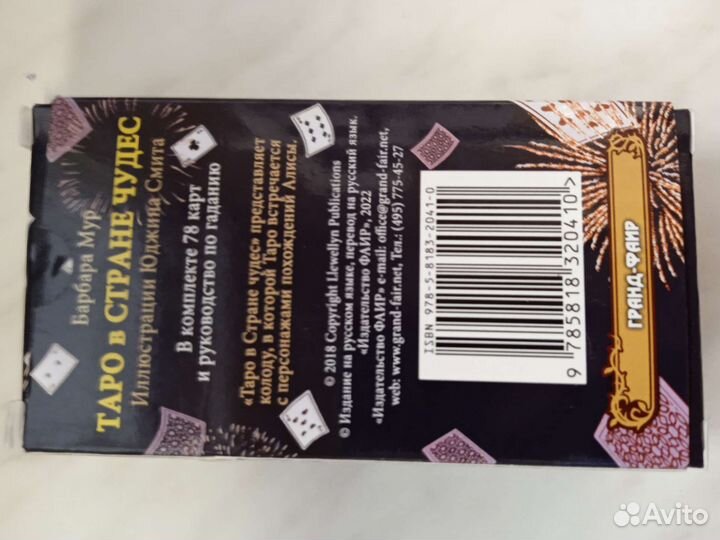 Барбара Мур
ТАРО в СТРАНЕ ЧУДЕС
Иллюстрации Юджина Смита
В комплекте 78 карт
и руководство по гаданию
«Таро в Стране чудес» представляет
колоду, в которой Таро встречается
с персонажами похождений Алисы.
© 2018 Copyright Llewellyn Publications
© Издание на русском языке, перевод на русский язык.
«Издательство ФАИР», 2022
«Издательство ФАИР» e-mail: office@grand-fair.net,
web: www.grand-fair.net, Тел.: (495) 775-45-27
ISBN 978-5-8183-2041-0
9 785818 320410>
ГРАНД-ФАИР
Avito